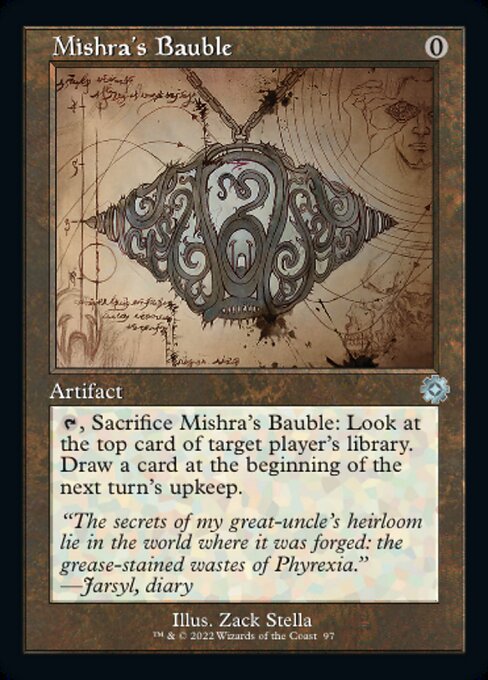 Mishra's Bauble 0
Artifact
, Sacrifice Mishra's Bauble: Look at
the top card of target player's library.
Draw a card at the beginning of the
next turn's upkeep.
"The secrets of my great-uncle's heirloom
lie in the world where it was forged: the
grease-stained wastes of Phyrexia."
—Jarsyl, diary
Illus. Zack Stella
™ & © 2022 Wizards of the Coast 97